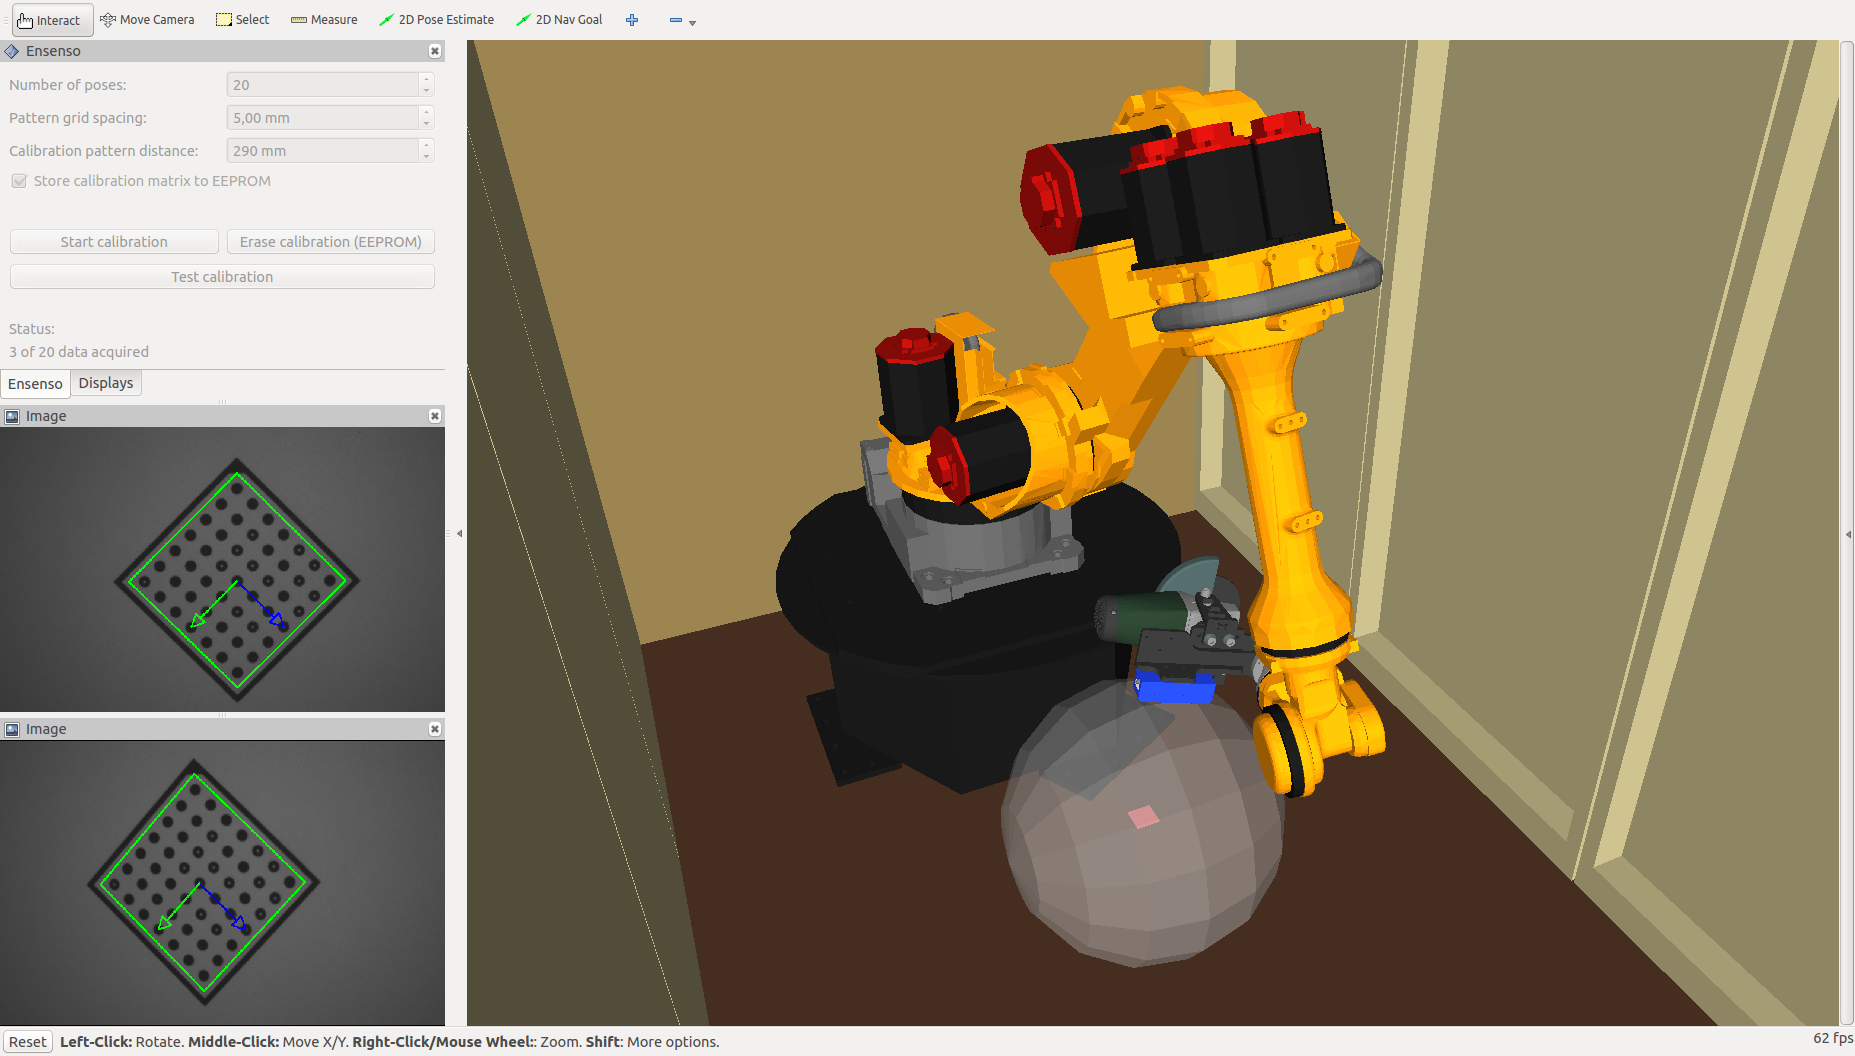 Interact Move Camera Select Measure 2D Pose Estimate 2D Nav Goal
Ensenso
Number of poses: 20
Pattern grid spacing: 5,00 mm
Calibration pattern distance: 290 mm
Store calibration matrix to EEPROM
Start calibration Erase calibration (EEPROM)
Test calibration
Status:
3 of 20 data acquired
Ensenso Displays
Image
Image
Reset Left-Click: Rotate. Middle-Click: Move X/Y. Right-Click/Mouse Wheel:: Zoom. Shift: More options. 62 fps